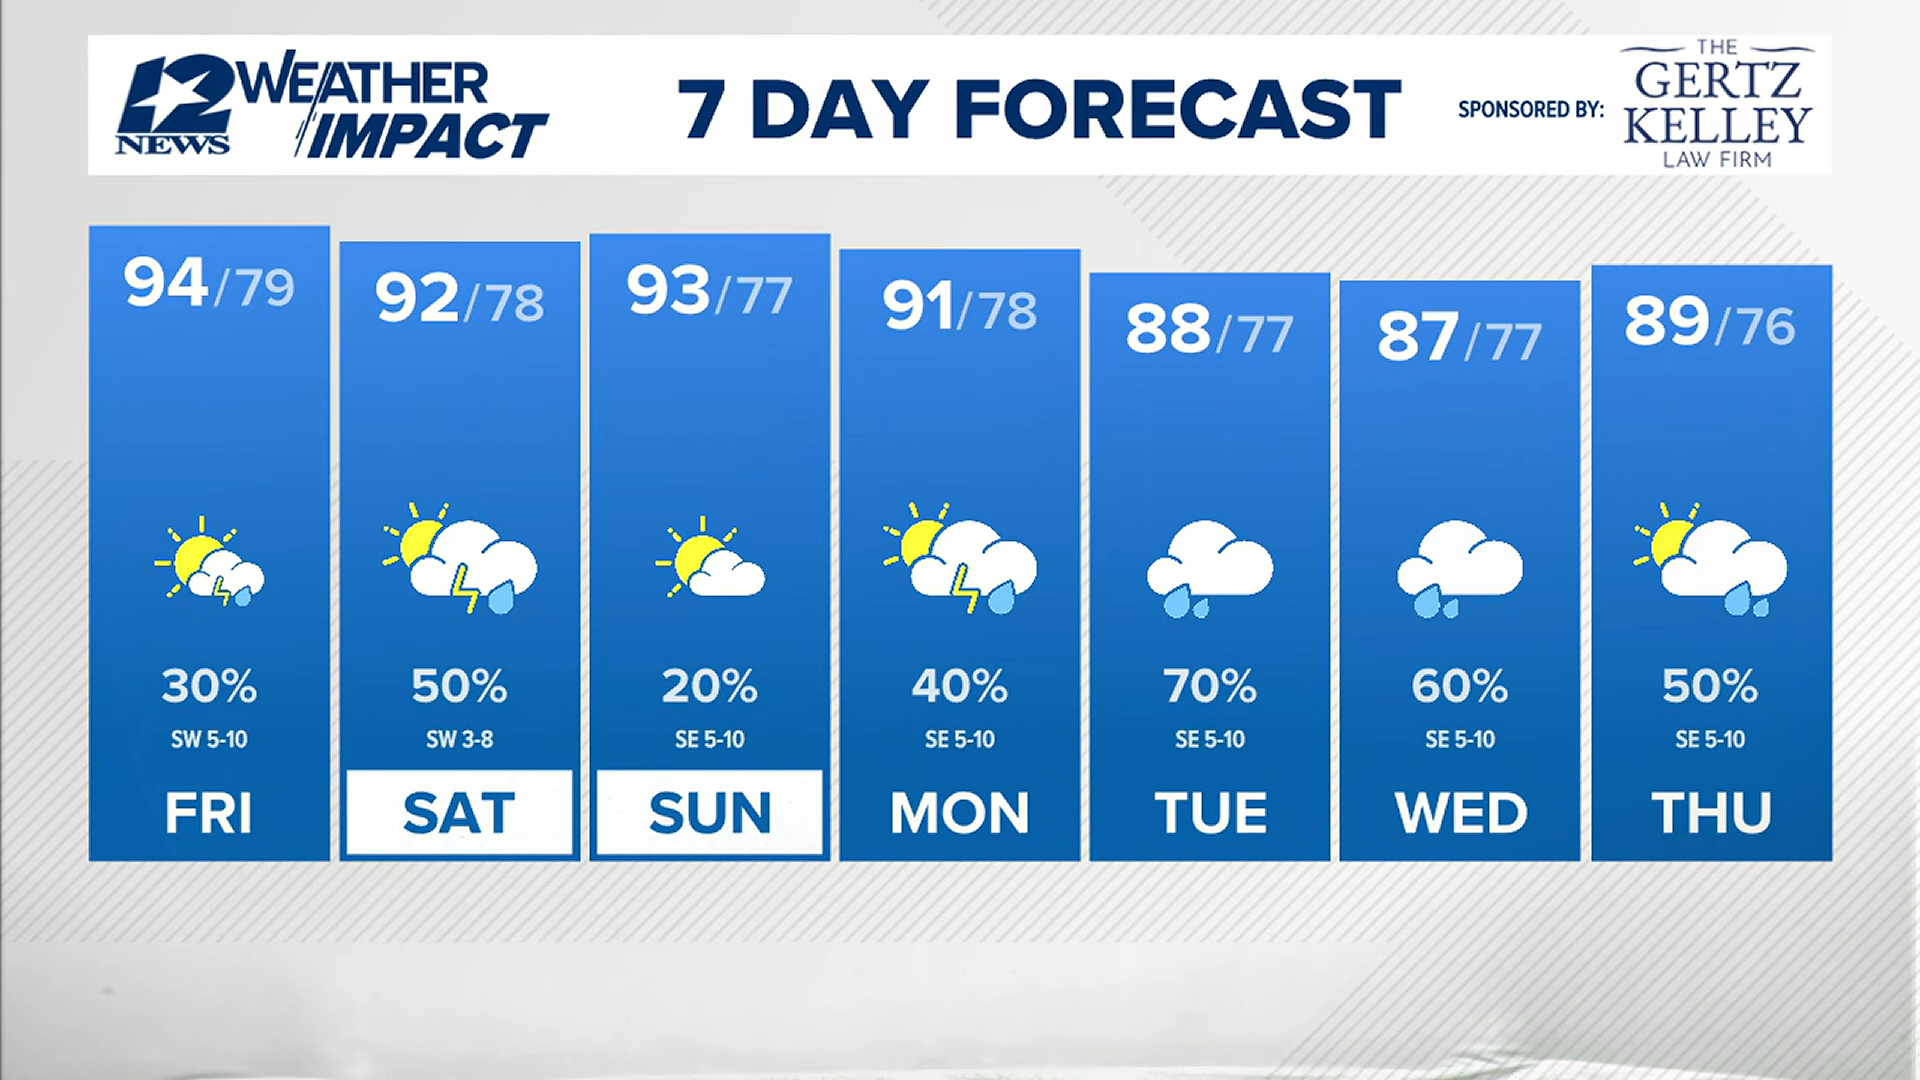 12 NEWS
WEATHER
IMPACT
7 DAY FORECAST
SPONSORED BY:
THE
GERTZ
KELLEY
LAW FIRM
94/79
30%
SW 5-10
FRI
92/78
50%
SW 3-8
SAT
93/77
20%
SE 5-10
SUN
91/78
40%
SE 5-10
MON
88/77
70%
SE 5-10
TUE
87/77
60%
SE 5-10
WED
89/76
50%
SE 5-10
THU